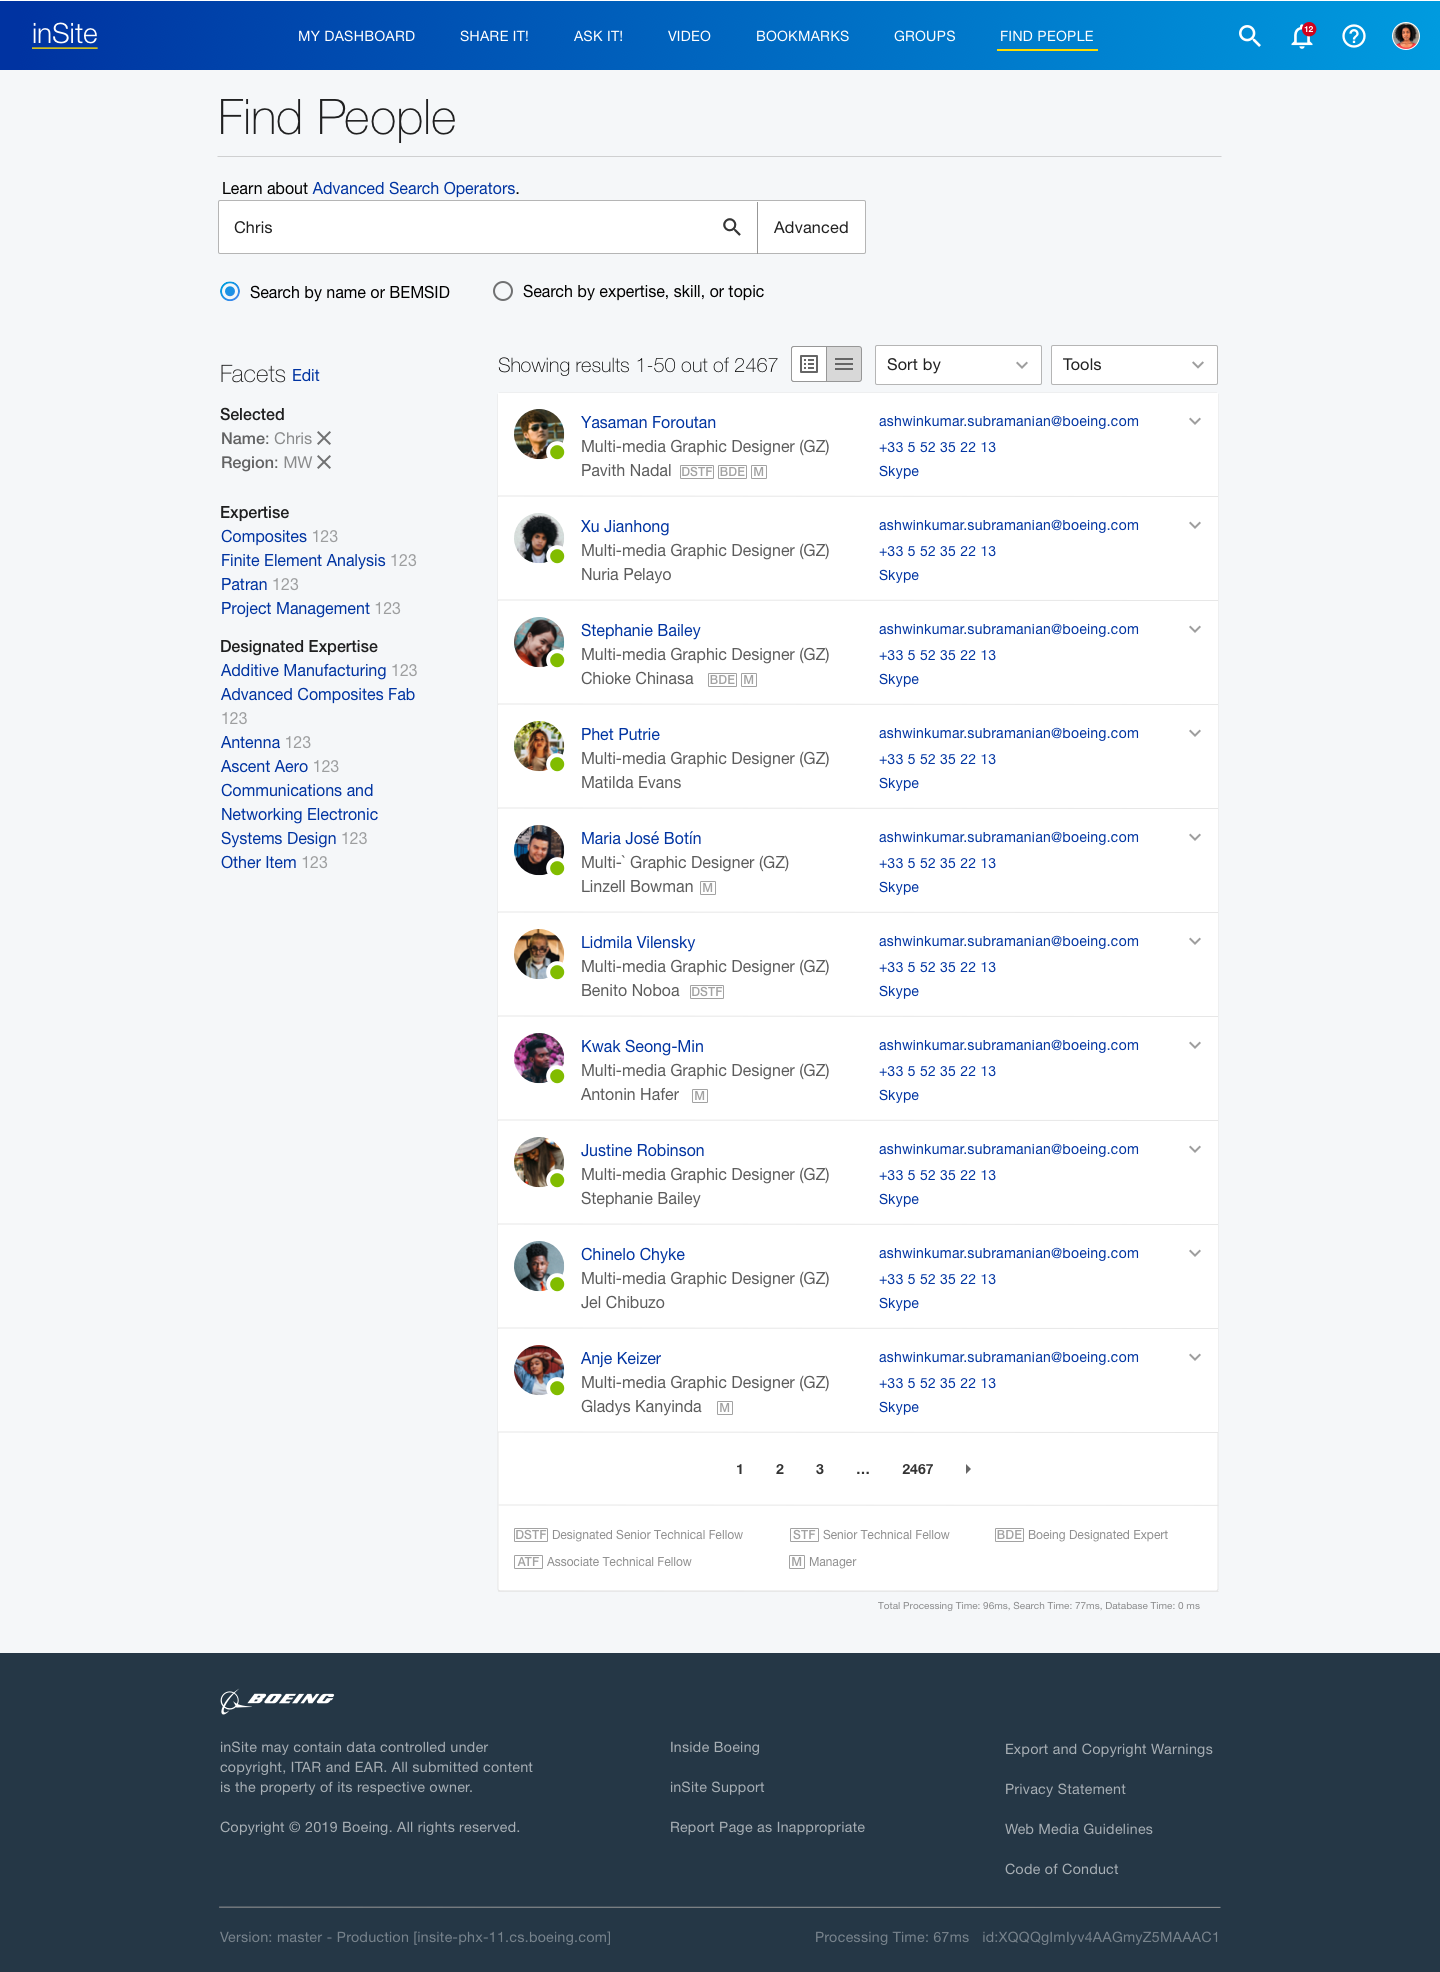 inSite
MY DASHBOARD SHARE IT! ASK IT! VIDEO BOOKMARKS GROUPS FIND PEOPLE 12
Find People
Learn about Advanced Search Operators.
Chris Advanced
Search by name or BEMSID Search by expertise, skill, or topic
Facets Edit
Selected
Name: Chris
Region: MW
Expertise
Composites 123
Finite Element Analysis 123
Patran 123
Project Management 123
Designated Expertise
Additive Manufacturing 123
Advanced Composites Fab
123
Antenna 123
Ascent Aero 123
Communications and
Networking Electronic
Systems Design 123
Other Item 123
Showing results 1-50 out of 2467 Sort by Tools
Yasaman Foroutan
Multi-media Graphic Designer (GZ)
Pavith Nadal DSTF BDE M
ashwinkumar.subramanian@boeing.com
+33 5 52 35 22 13
Skype
Xu Jianhong
Multi-media Graphic Designer (GZ)
Nuria Pelayo
ashwinkumar.subramanian@boeing.com
+33 5 52 35 22 13
Skype
Stephanie Bailey
Multi-media Graphic Designer (GZ)
Chioke Chinasa BDE M
ashwinkumar.subramanian@boeing.com
+33 5 52 35 22 13
Skype
Phet Putrie
Multi-media Graphic Designer (GZ)
Matilda Evans
ashwinkumar.subramanian@boeing.com
+33 5 52 35 22 13
Skype
Maria José Botín
Multi-` Graphic Designer (GZ)
Linzell Bowman M
ashwinkumar.subramanian@boeing.com
+33 5 52 35 22 13
Skype
Lidmila Vilensky
Multi-media Graphic Designer (GZ)
Benito Noboa DSTF
ashwinkumar.subramanian@boeing.com
+33 5 52 35 22 13
Skype
Kwak Seong-Min
Multi-media Graphic Designer (GZ)
Antonin Hafer M
ashwinkumar.subramanian@boeing.com
+33 5 52 35 22 13
Skype
Justine Robinson
Multi-media Graphic Designer (GZ)
Stephanie Bailey
ashwinkumar.subramanian@boeing.com
+33 5 52 35 22 13
Skype
Chinelo Chyke
Multi-media Graphic Designer (GZ)
Jel Chibuzo
ashwinkumar.subramanian@boeing.com
+33 5 52 35 22 13
Skype
Anje Keizer
Multi-media Graphic Designer (GZ)
Gladys Kanyinda M
ashwinkumar.subramanian@boeing.com
+33 5 52 35 22 13
Skype
1 2 3 ... 2467
DSTF Designated Senior Technical Fellow STF Senior Technical Fellow BDE Boeing Designated Expert
ATF Associate Technical Fellow M Manager
Total Processing Time: 96ms, Search Time: 77ms, Database Time: 0 ms
BOEING
inSite may contain data controlled under
copyright, ITAR and EAR. All submitted content
is the property of its respective owner.
Copyright © 2019 Boeing. All rights reserved.
Inside Boeing
inSite Support
Report Page as Inappropriate
Export and Copyright Warnings
Privacy Statement
Web Media Guidelines
Code of Conduct
Version: master - Production [insite-phx-11.cs.boeing.com] Processing Time: 67ms id:XQQQgImIyv4AAGmyZ5MAAAC1